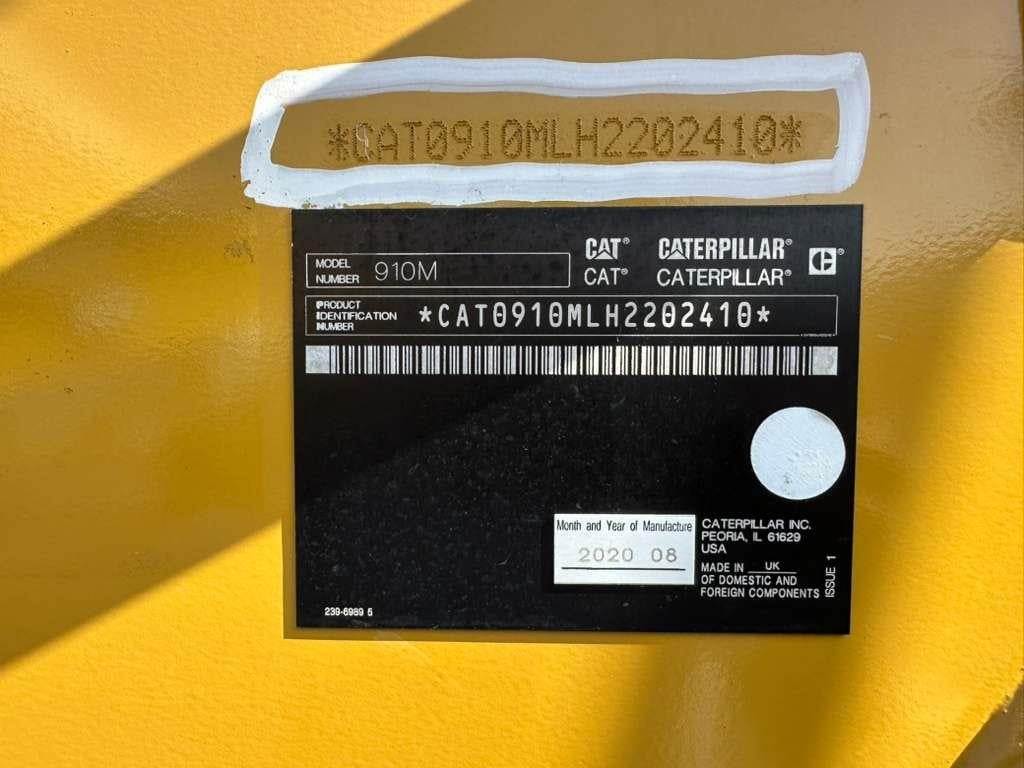 *CAT0910MLH2202410*
CAT® CATERPILLAR®
MODEL
NUMBER 910M
CAT® CATERPILLAR®
PRODUCT
IDENTIFICATION
NUMBER *CAT0910MLH2202410*
Month and Year of Manufacture
2020 08
CATERPILLAR INC.
PEORIA, IL 61629
USA
MADE IN UK
OF DOMESTIC AND
FOREIGN COMPONENTS
ISSUE 1
239-6989 5